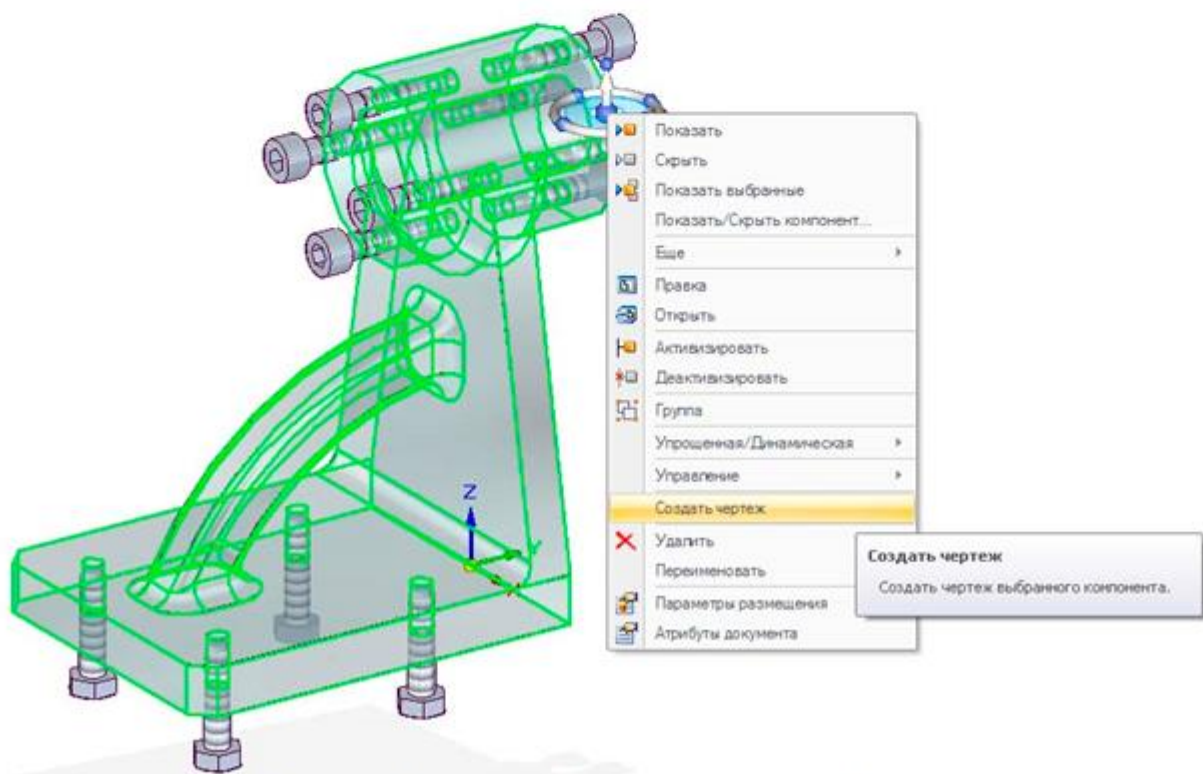 Показать
Скрыть
Показать выбранные
Показать/Скрыть компонент...
Еще
Правка
Открыть
Активизировать
Деактивизировать
Группа
Упрощенная/Динамическая
Управление
Создать чертеж
Удалить
Переименовать
Параметры размещения
Атрибуты документа
Создать чертеж
Создать чертеж выбранного компонента.
Z
Y